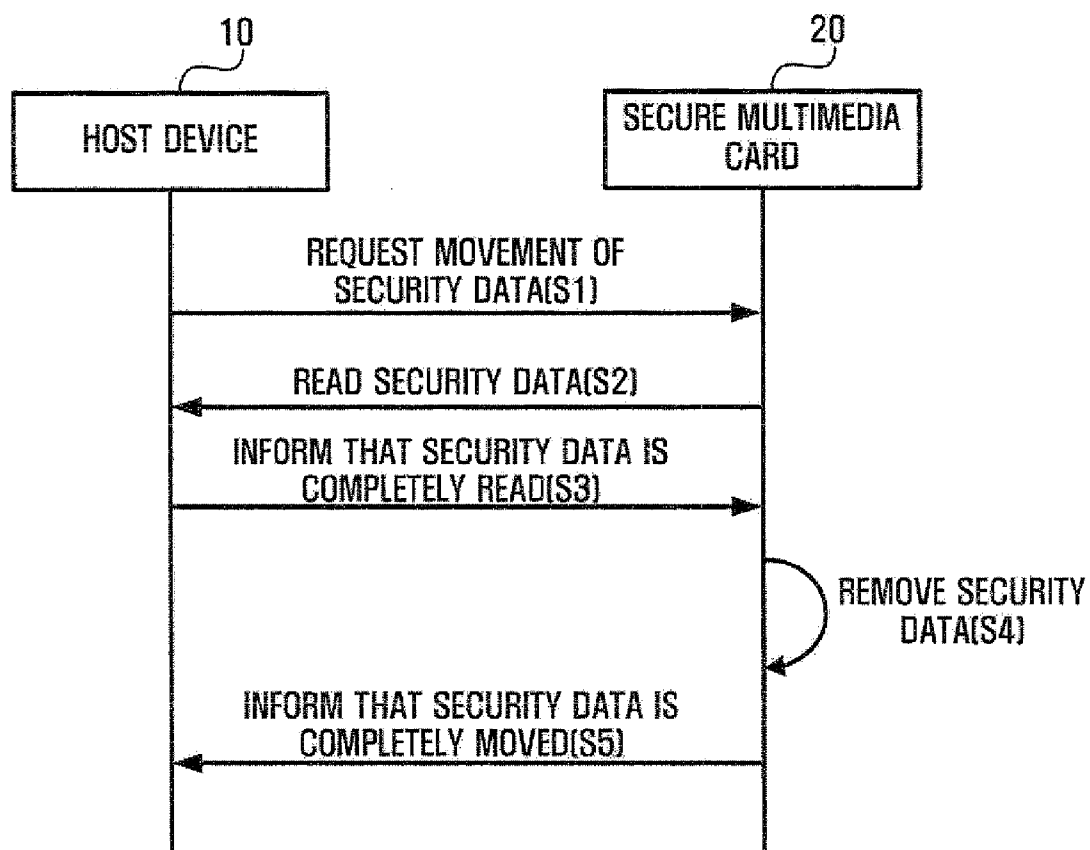 10
20
HOST DEVICE
SECURE MULTIMEDIA
CARD
REQUEST MOVEMENT OF
SECURITY DATA(S1)
READ SECURITY DATA(S2)
INFORM THAT SECURITY DATA IS
COMPLETELY READ(S3)
REMOVE SECURITY
DATA(S4)
INFORM THAT SECURITY DATA IS
COMPLETELY MOVED(S5)